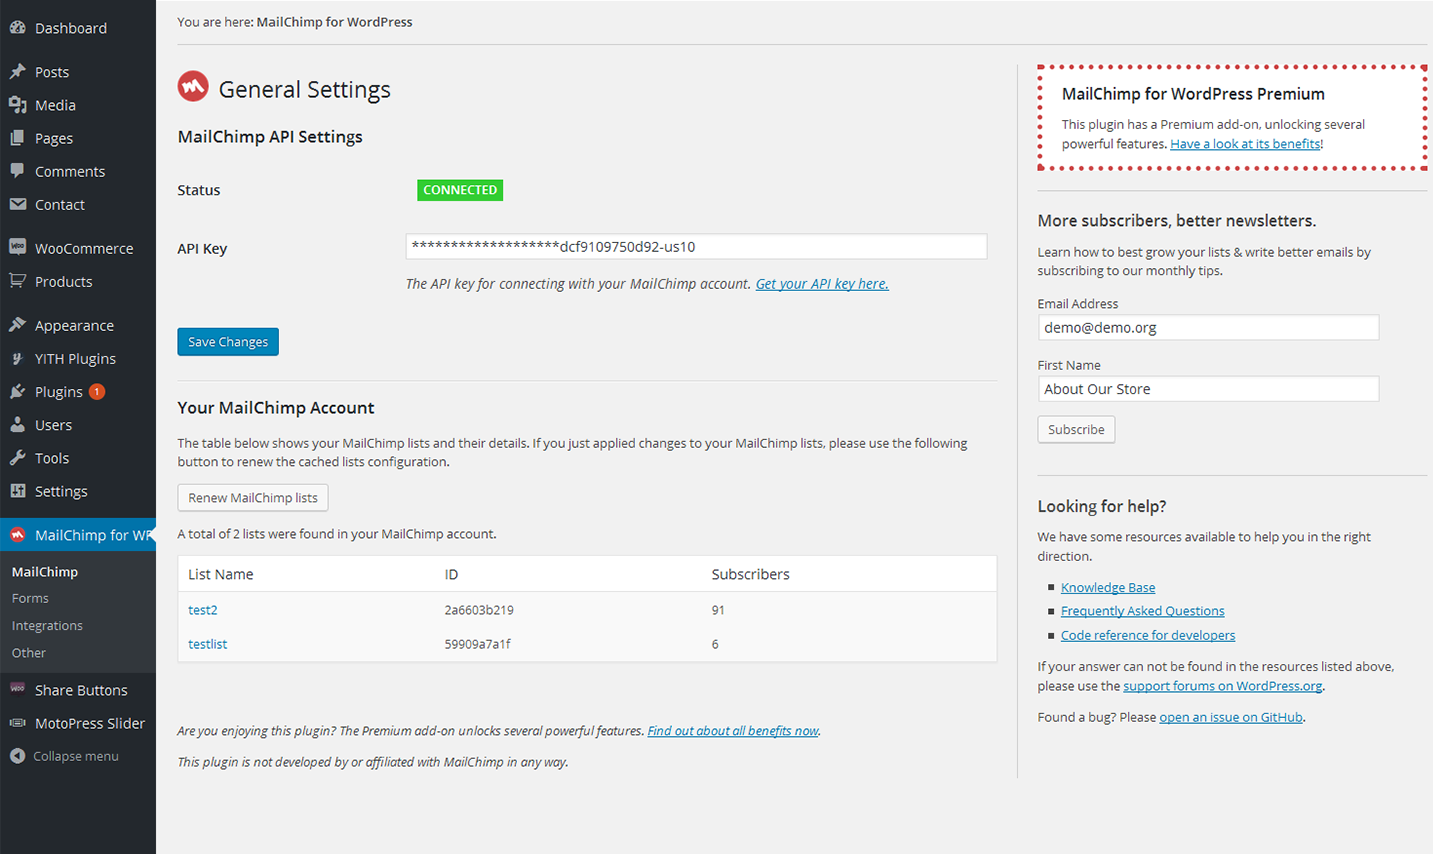 Dashboard
Posts
Media
Pages
Comments
Contact
WooCommerce
Products
Appearance
YITH Plugins
Plugins 1
Users
Tools
Settings
MailChimp for WP
MailChimp
Forms
Integrations
Other
Share Buttons
MotoPress Slider
Collapse menu
You are here: MailChimp for WordPress
General Settings
MailChimp API Settings
Status CONNECTED
API Key *******************dcf9109750d92-us10
The API key for connecting with your MailChimp account. Get your API key here.
Save Changes
Your MailChimp Account
The table below shows your MailChimp lists and their details. If you just applied changes to your MailChimp lists, please use the following
button to renew the cached lists configuration.
Renew MailChimp lists
A total of 2 lists were found in your MailChimp account.
List Name ID Subscribers
test2 2a6603b219 91
testlist 59909a7a1f 6
Are you enjoying this plugin? The Premium add-on unlocks several powerful features. Find out about all benefits now.
This plugin is not developed by or affiliated with MailChimp in any way.
MailChimp for WordPress Premium
This plugin has a Premium add-on, unlocking several
powerful features. Have a look at its benefits!
More subscribers, better newsletters.
Learn how to best grow your lists & write better emails by
subscribing to our monthly tips.
Email Address
demo@demo.org
First Name
About Our Store
Subscribe
Looking for help?
We have some resources available to help you in the right
direction.
Knowledge Base
Frequently Asked Questions
Code reference for developers
If your answer can not be found in the resources listed above,
please use the support forums on WordPress.org.
Found a bug? Please open an issue on GitHub.